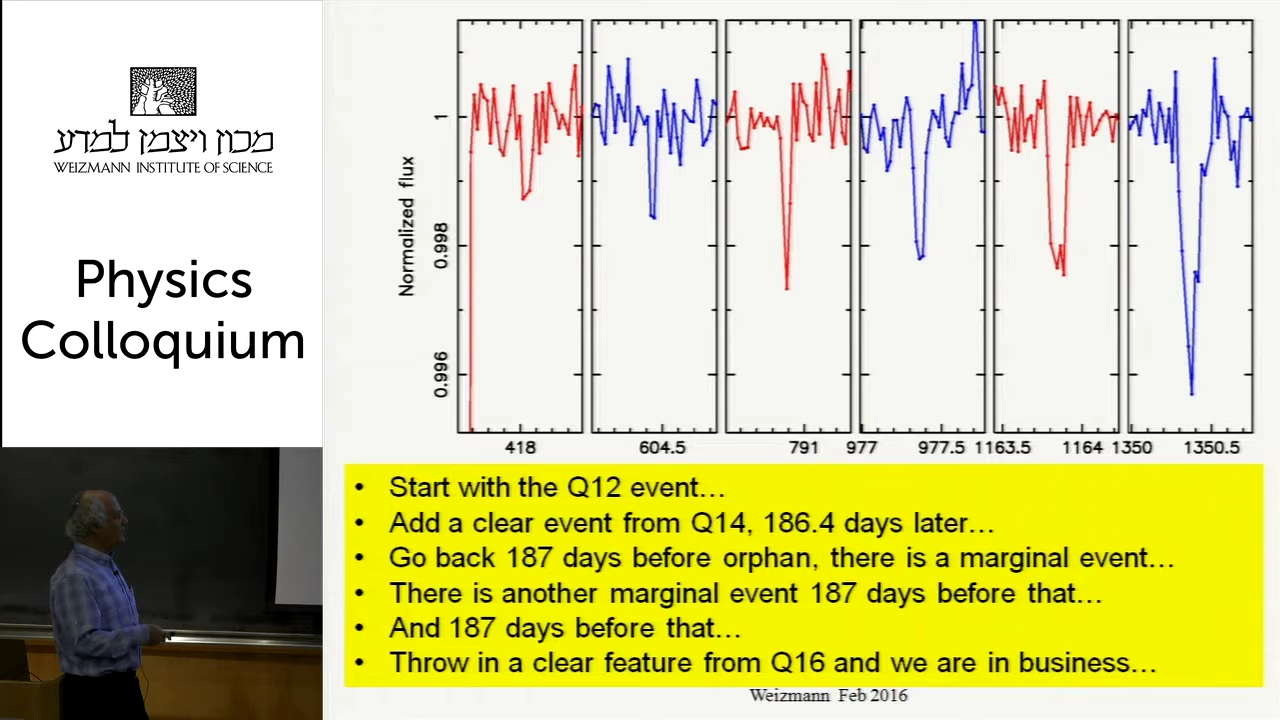 מכון ויצמן למדע
WEIZMANN INSTITUTE OF SCIENCE
Physics
Colloquium
Normalized flux
1
0.998
0.996
418
604.5
791
977
977.5
1163.5
1164
1350
1350.5
• Start with the Q12 event…
• Add a clear event from Q14, 186.4 days later…
• Go back 187 days before orphan, there is a marginal event…
• There is another marginal event 187 days before that…
• And 187 days before that…
• Throw in a clear feature from Q16 and we are in business…
Weizmann Feb 2016